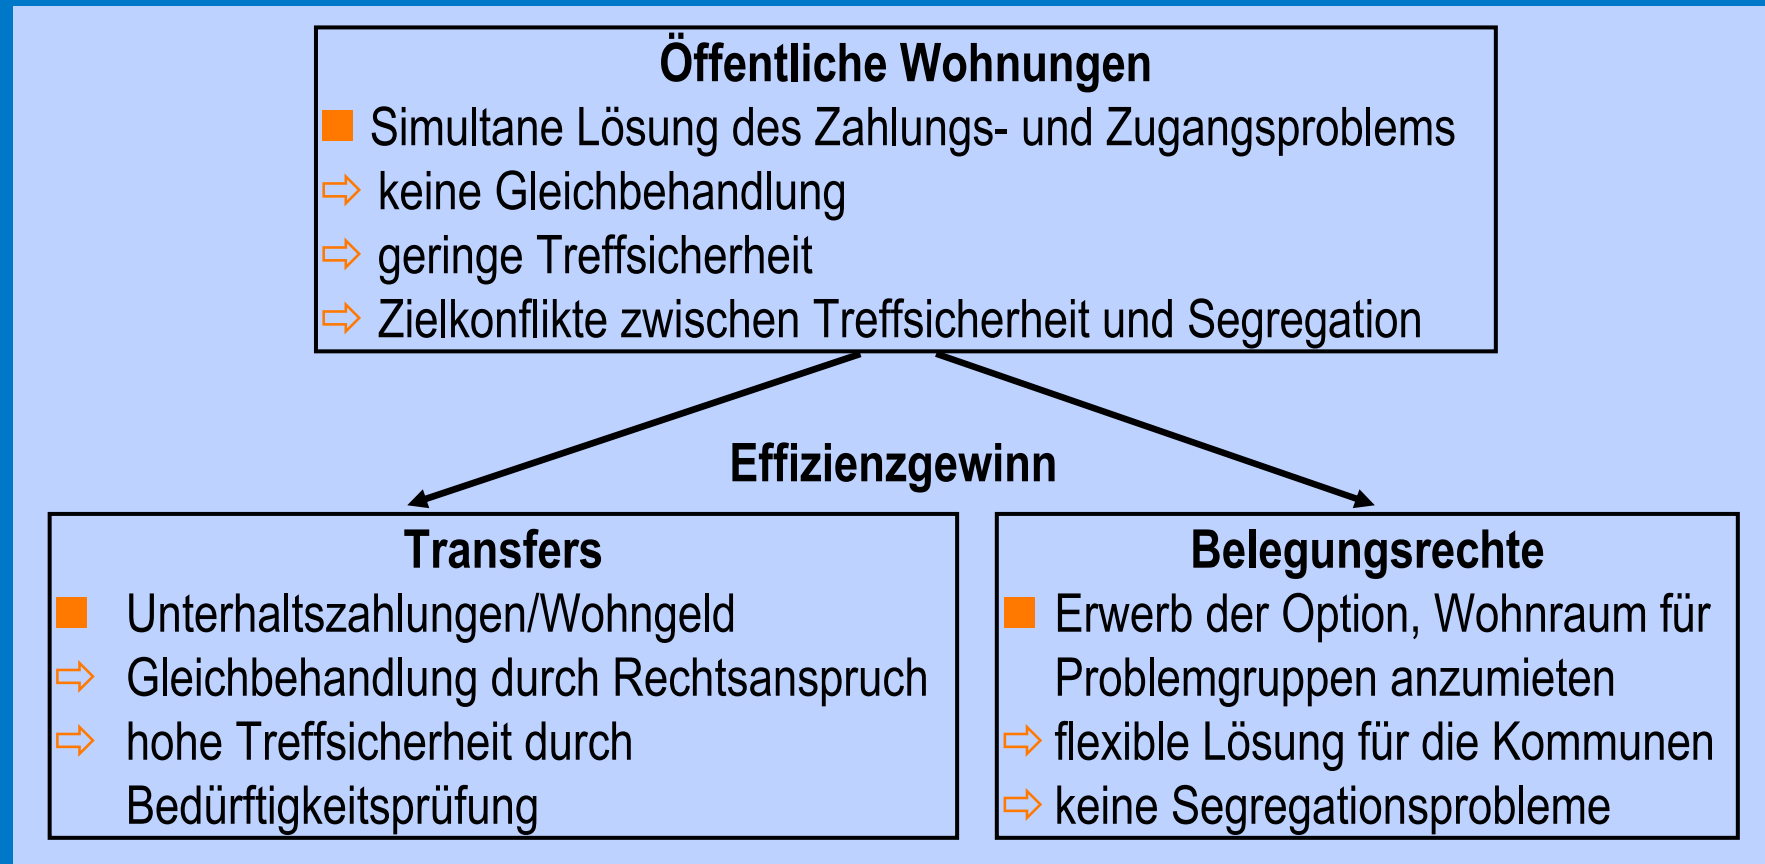 Öffentliche Wohnungen
Simultane Lösung des Zahlungs- und Zugangsproblems
keine Gleichbehandlung
geringe Treffsicherheit
Zielkonflikte zwischen Treffsicherheit und Segregation
Effizienzgewinn
Transfers
Unterhaltszahlungen/Wohngeld
Gleichbehandlung durch Rechtsanspruch
hohe Treffsicherheit durch
Bedürftigkeitsprüfung
Belegungsrechte
Erwerb der Option, Wohnraum für
Problemgruppen anzumieten
flexible Lösung für die Kommunen
keine Segregationsprobleme